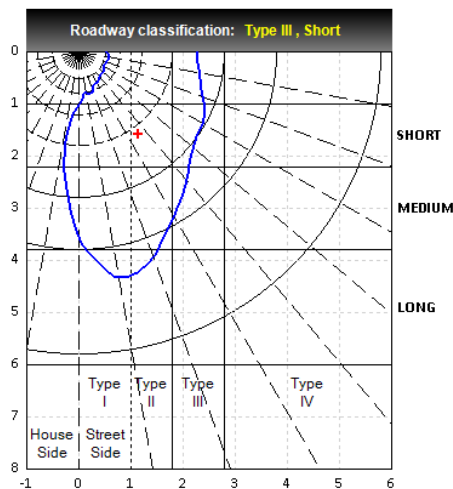 Roadway classification: Type III , Short
0
1
SHORT
2
MEDIUM
3
4
LONG
5
6
Type Type Type Type
I II III IV
7
House Street
Side Side
8
-1 0 1 2 3 4 5 6